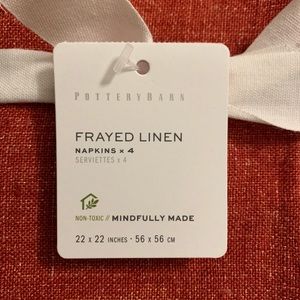 POTTERY BARN
FRAYED LINEN
NAPKINS x 4
SERVIETTES x 4
NON-TOXIC // MINDFULLY MADE
22 x 22 INCHES · 56 x 56 CM